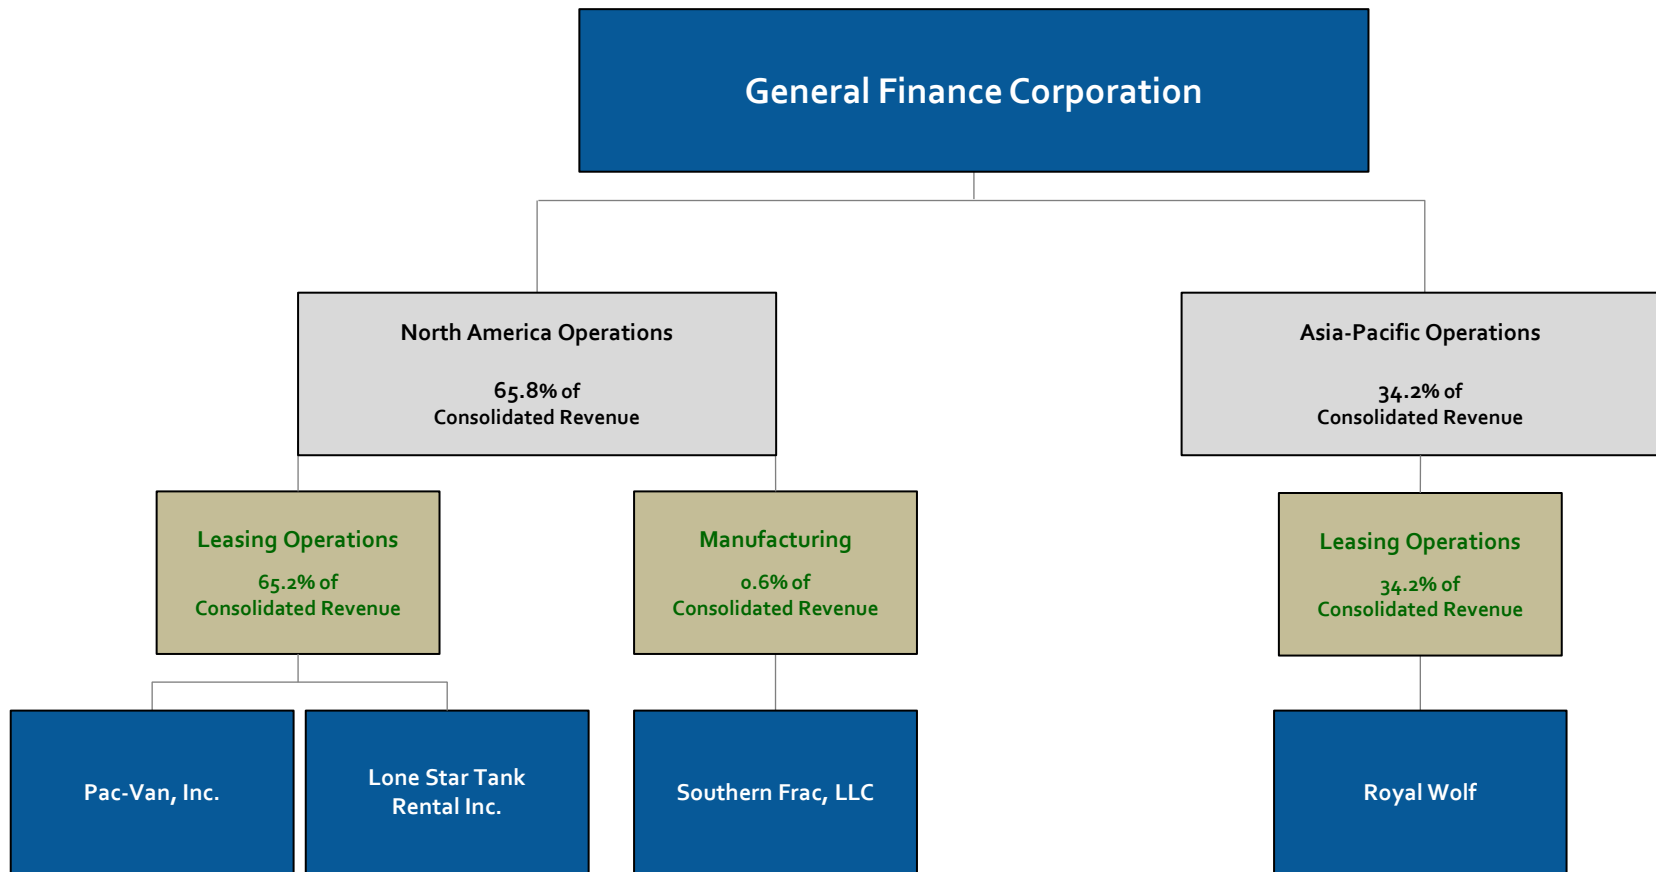 General Finance Corporation
North America Operations
65.8% of
Consolidated Revenue
Asia-Pacific Operations
34.2% of
Consolidated Revenue
Leasing Operations
65.2% of
Consolidated Revenue
Manufacturing
0.6% of
Consolidated Revenue
Leasing Operations
34.2% of
Consolidated Revenue
Pac-Van, Inc.
Lone Star Tank
Rental Inc.
Southern Frac, LLC
Royal Wolf